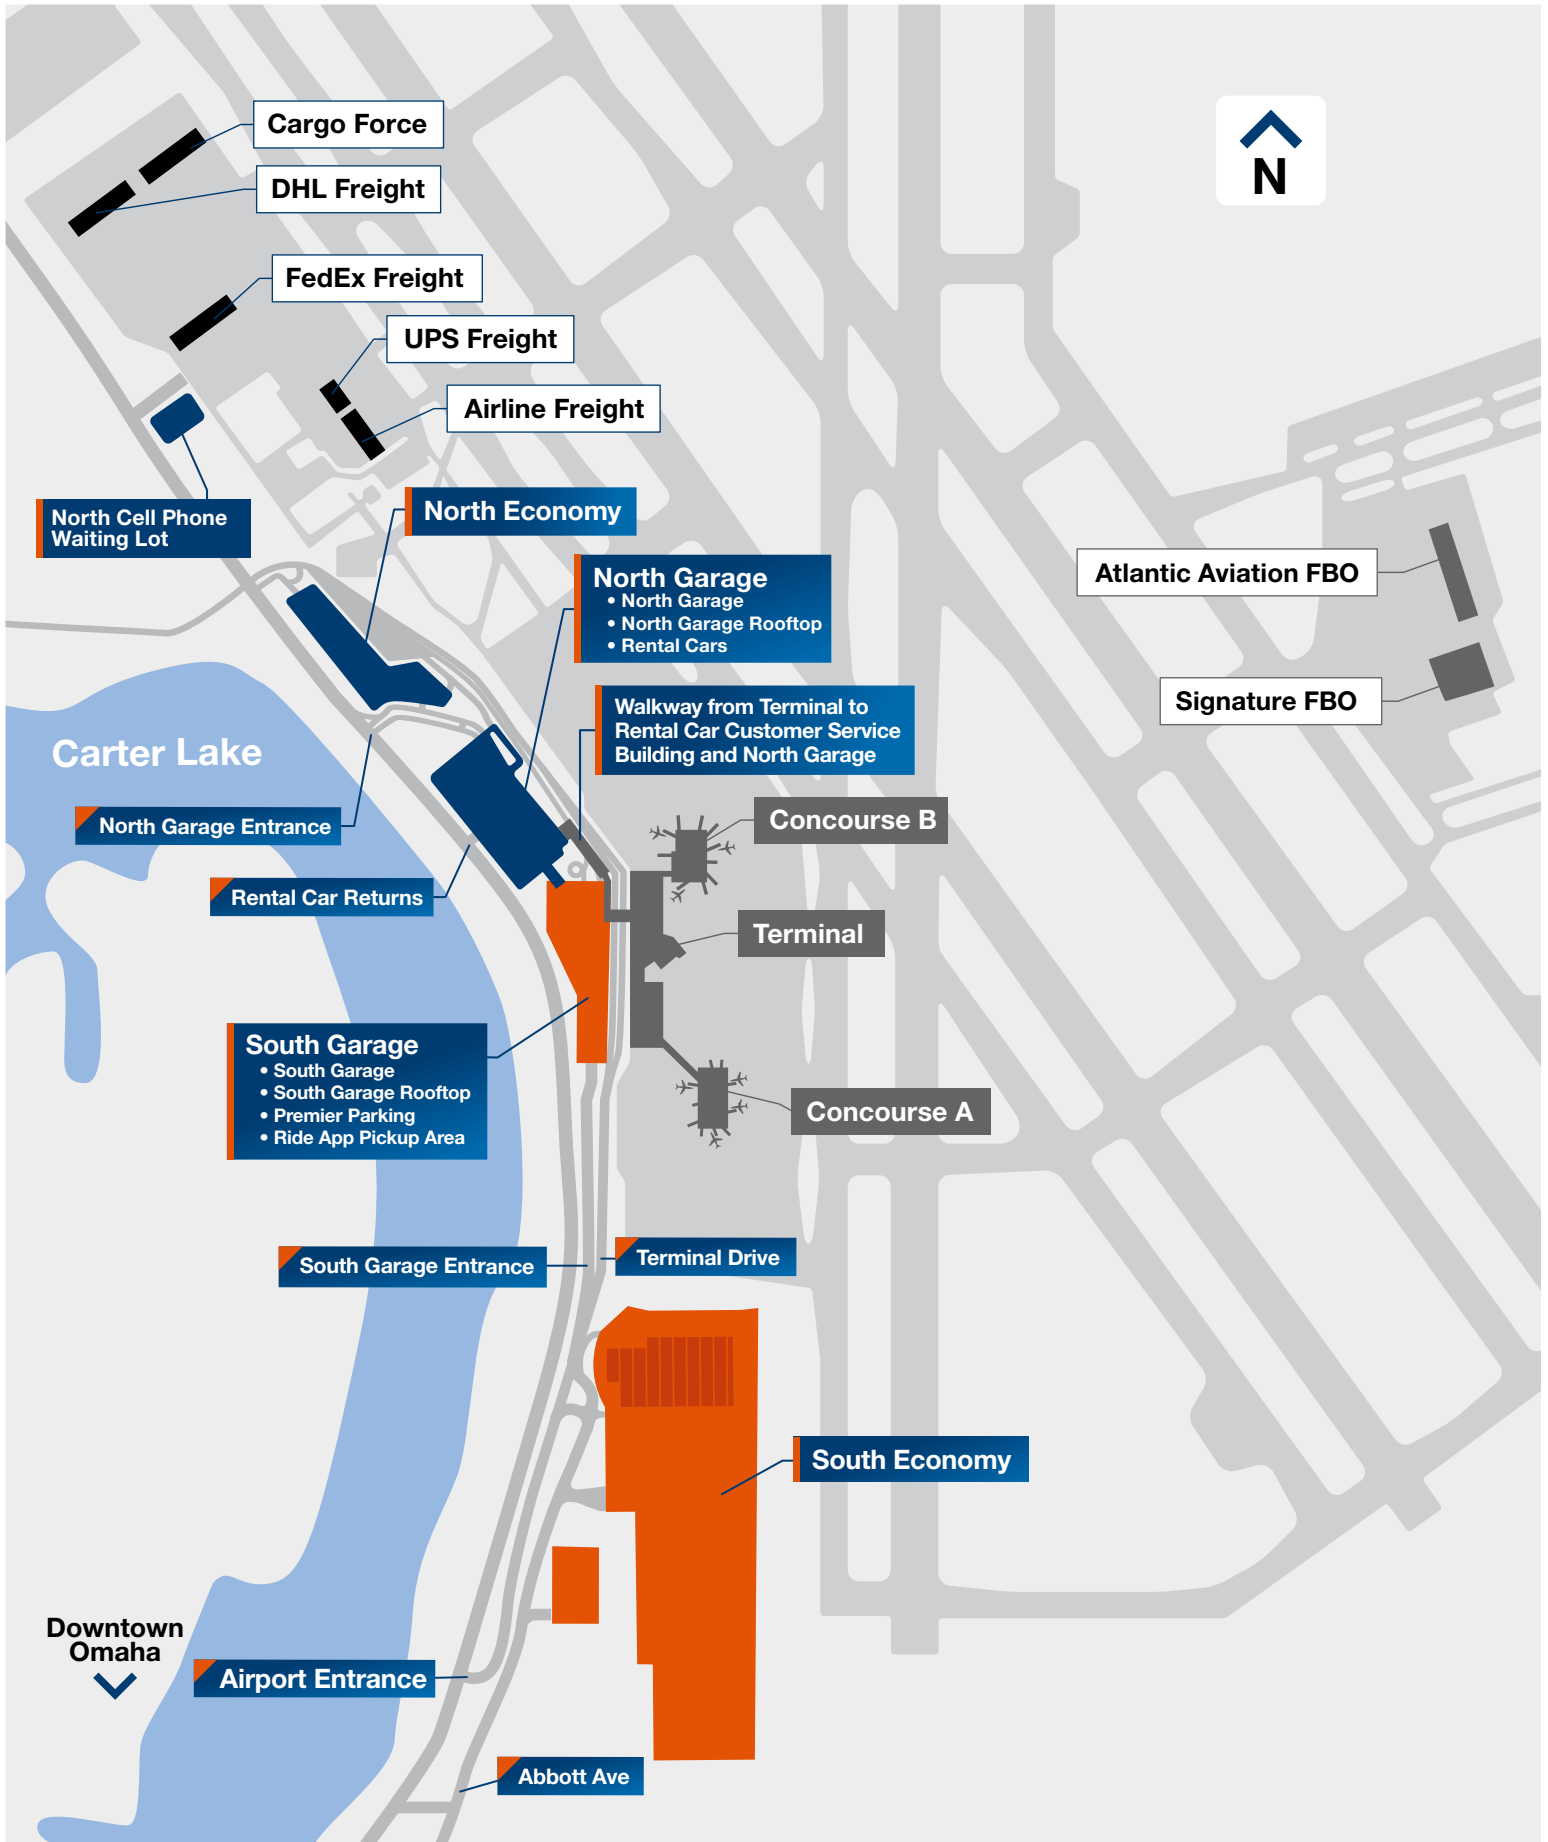 Cargo Force
N
DHL Freight
FedEx Freight
UPS Freight
Airline Freight
North Cell Phone
Waiting Lot
North Economy
North Garage
• North Garage
• North Garage Rooftop
• Rental Cars
Atlantic Aviation FBO
Signature FBO
Walkway from Terminal to
Rental Car Customer Service
Building and North Garage
Carter Lake
North Garage Entrance
Concourse B
Rental Car Returns
Terminal
South Garage
• South Garage
• South Garage Rooftop
• Premier Parking
• Ride App Pickup Area
Concourse A
South Garage Entrance
Terminal Drive
South Economy
Downtown
Omaha
Airport Entrance
Abbott Ave